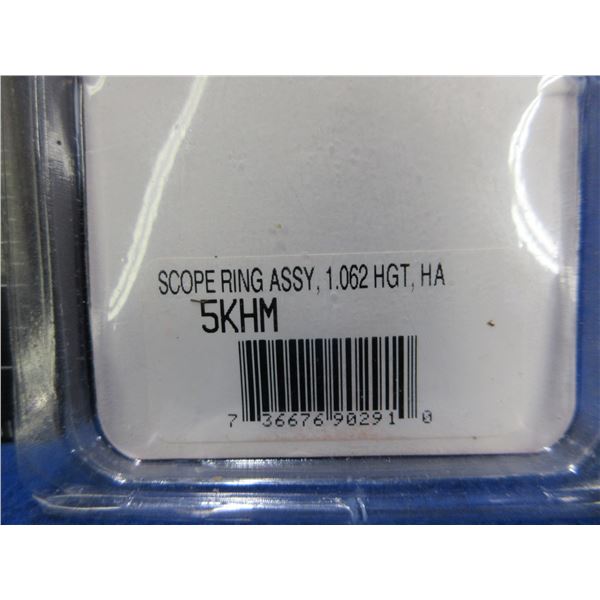 SCOPE RING ASSY, 1.062 HGT, HA
5KHM
7 36676 90291 0